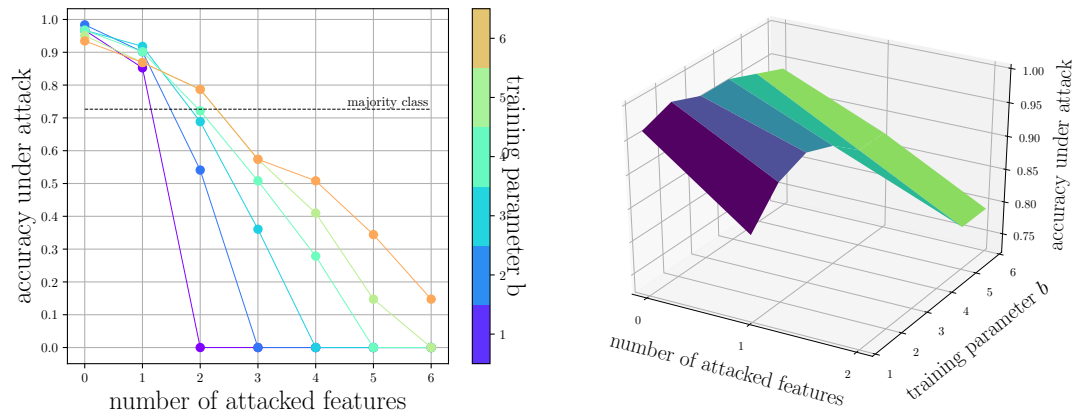 accuracy under attack
1.0
0.9
0.8
0.7
0.6
0.5
0.4
0.3
0.2
0.1
0.0
majority class
0 1 2 3 4 5 6
number of attacked features
6
5
4
3
2
1
training parameter b
1.00
0.95
0.90
0.85
0.80
0.75
accuracy under attack
0 1 2
number of attacked features
1 2 3 4 5 6
training parameter b